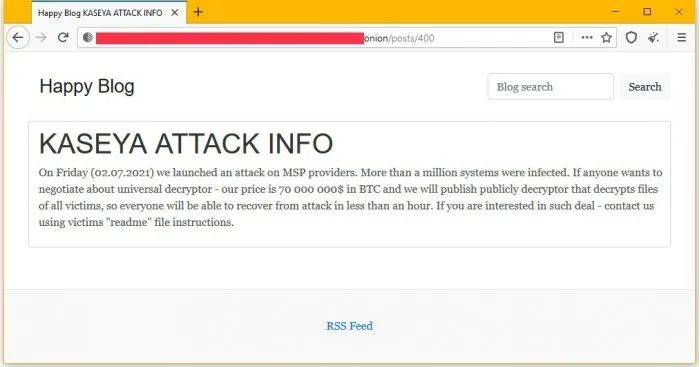 Happy Blog KASEYA ATTACK INFO
onion/posts/400
Happy Blog
Blog search
Search
KASEYA ATTACK INFO
On Friday (02.07.2021) we launched an attack on MSP providers. More than a million systems were infected. If anyone wants to
negotiate about universal decryptor - our price is 70 000 000$ in BTC and we will publish publicly decryptor that decrypts files
of all victims, so everyone will be able to recover from attack in less than an hour. If you are interested in such deal - contact us
using victims "readme" file instructions.
RSS Feed